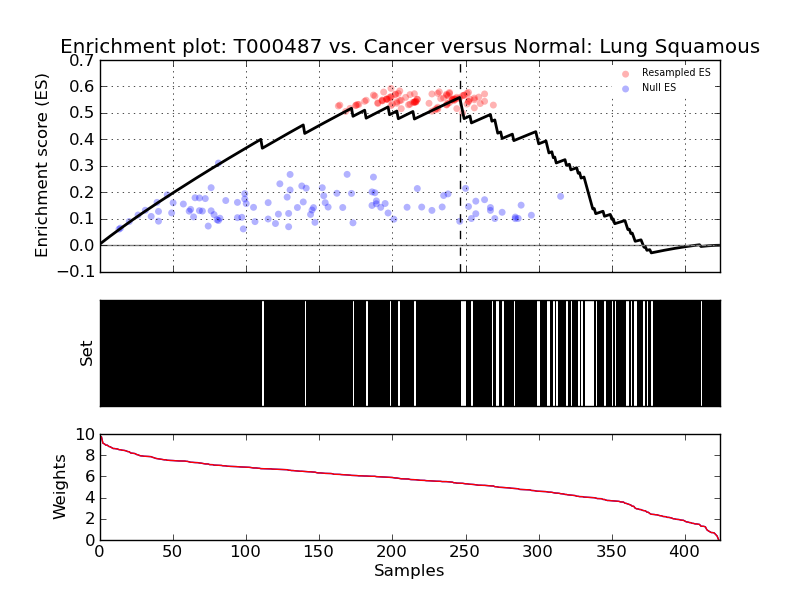 Enrichment plot: T000487 vs. Cancer versus Normal: Lung Squamous
Enrichment score (ES)
0.7
0.6
0.5
0.4
0.3
0.2
0.1
0.0
−0.1
Resampled ES
Null ES
Set
Weights
10
8
6
4
2
0
0 50 100 150 200 250 300 350 400
Samples